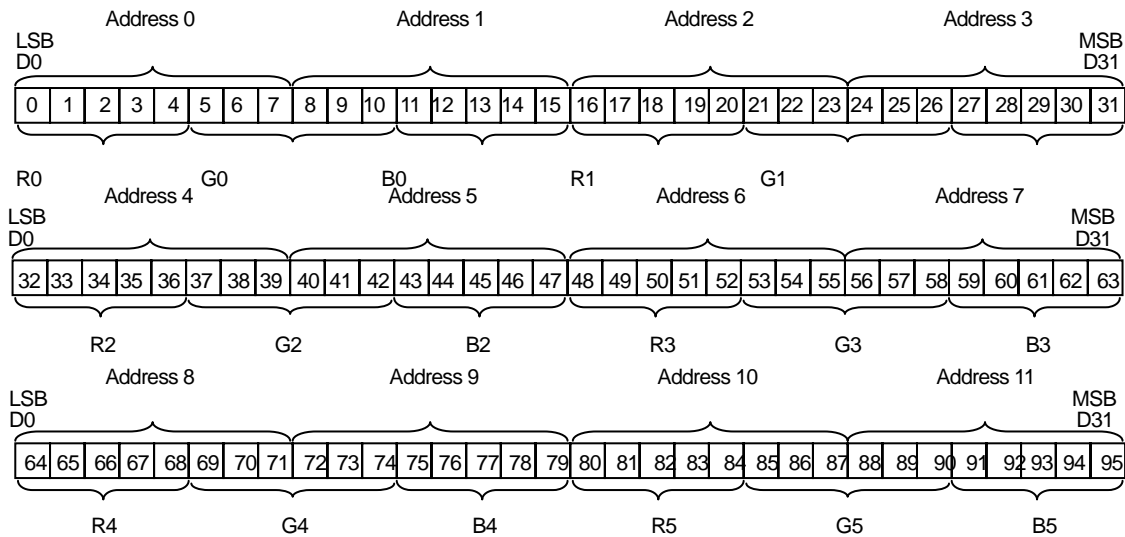 Address 0 Address 1 Address 2 Address 3
LSB MSB
D0 D31
0 1 2 3 4 5 6 7 8 9 10 11 12 13 14 15 16 17 18 19 20 21 22 23 24 25 26 27 28 29 30 31
R0 G0 B0 R1 G1
Address 4 Address 5 Address 6 Address 7
LSB MSB
D0 D31
32 33 34 35 36 37 38 39 40 41 42 43 44 45 46 47 48 49 50 51 52 53 54 55 56 57 58 59 60 61 62 63
R2 G2 B2 R3 G3 B3
Address 8 Address 9 Address 10 Address 11
LSB MSB
D0 D31
64 65 66 67 68 69 70 71 72 73 74 75 76 77 78 79 80 81 82 83 84 85 86 87 88 89 90 91 92 93 94 95
R4 G4 B4 R5 G5 B5